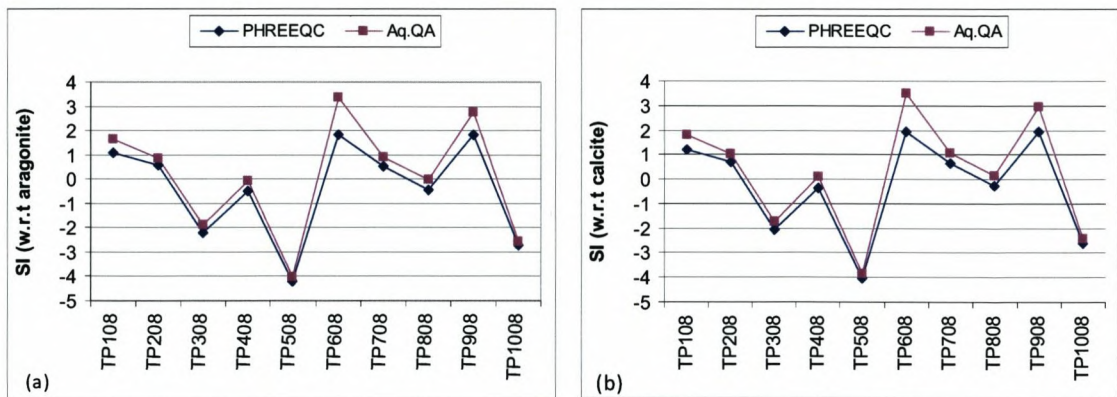 PHREEQC Aq.QA
SI (w.r.t aragonite)
4
3
2
1
0
-1
-2
-3
-4
-5
TP108
TP208
TP308
TP408
TP508
TP608
TP708
TP808
TP908
TP1008
(a)
PHREEQC Aq.QA
SI (w.r.t calcite)
4
3
2
1
0
-1
-2
-3
-4
-5
TP108
TP208
TP308
TP408
TP508
TP608
TP708
TP808
TP908
TP1008
(b)